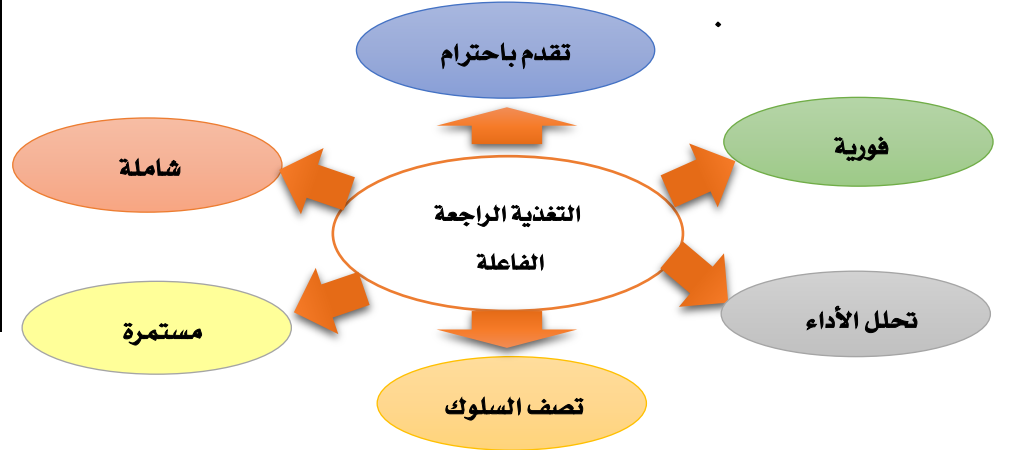 تقدم باحترام
فورية
شاملة
التغذية الراجعة
الفاعلة
تحلل الأداء
مستمرة
تصف السلوك